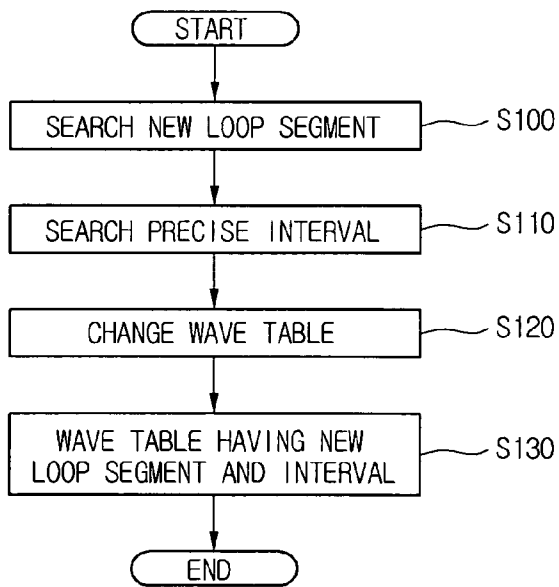 START
SEARCH NEW LOOP SEGMENT
S100
SEARCH PRECISE INTERVAL
S110
CHANGE WAVE TABLE
S120
WAVE TABLE HAVING NEW
LOOP SEGMENT AND INTERVAL
S130
END